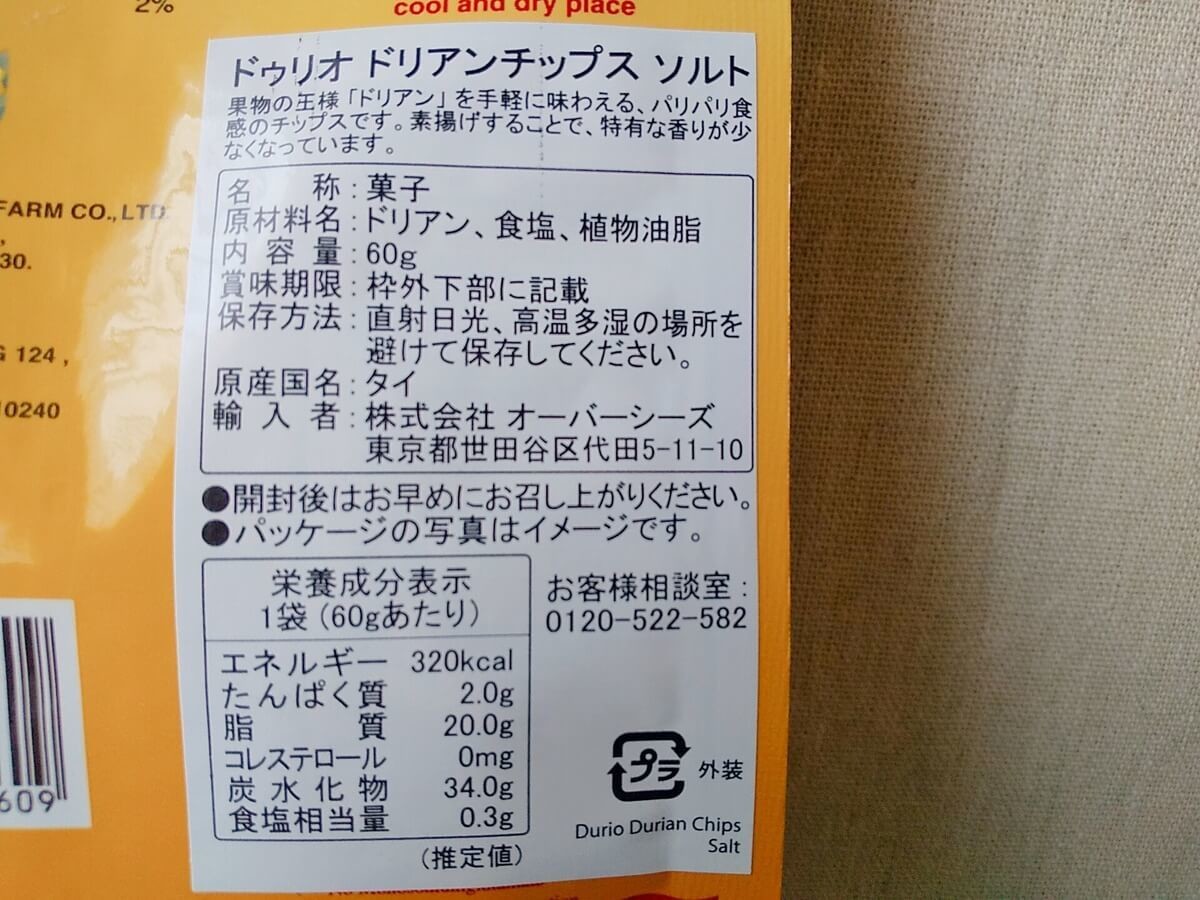 2%
cool and dry place
FARM CO., LTD
30.
G 124 ,
10240
609
ドゥリオ ドリアンチップス ソルト
果物の王様「ドリアン」を手軽に味わえる、パリパリ食
感のチップスです。素揚げすることで、特有な香りが少
なくなっています。
名 称:菓子
原材料名:ドリアン、食塩、植物油脂
内 容 量:60g
賞味期限:枠外下部に記載
保存方法:直射日光、高温多湿の場所を
避けて保存してください。
原産国名:タイ
輸 入 者:株式会社 オーバーシーズ
東京都世田谷区代田5-11-10
●開封後はお早めにお召し上がりください。
●パッケージの写真はイメージです。
栄養成分表示
1袋(60gあたり)
エネルギー 320kcal
たんぱく質 2.0g
脂 質 20.0g
コレステロール 0mg
炭 水 化 物 34.0g
食塩相当量 0.3g
(推定値)
お客様相談室:
0120-522-582
プラ 外装
Durio Durian Chips
Salt